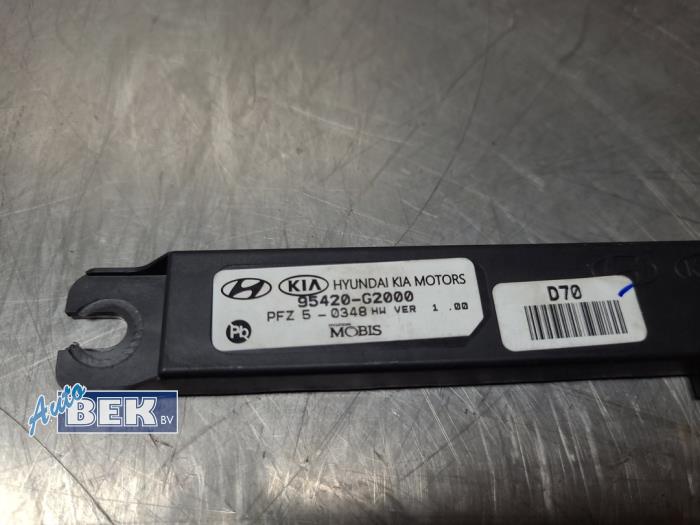 KIA HYUNDAI KIA MOTORS
95420-G2000
PFZ 5 - 0348 HW VER 1 .00
Pb
MOBIS
D70
Auto
BEK BV